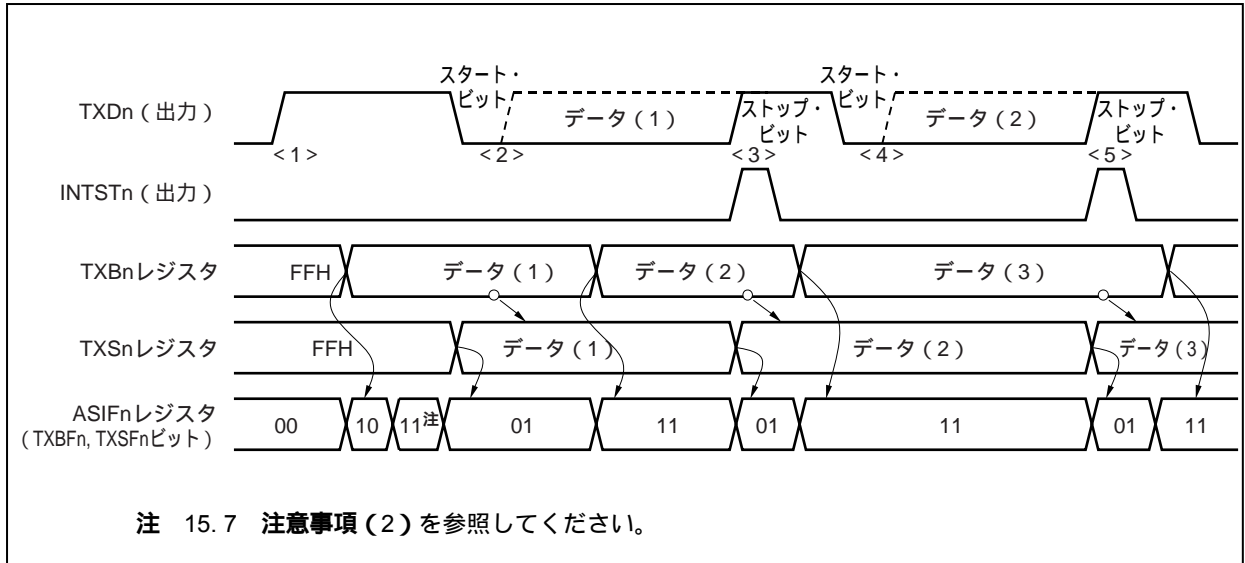 スタート・
ビット
スタート・
ビット
TXDn（出力）
データ（1）
ストップ・
ビット
データ（2）
ストップ・
ビット
<1>
<2>
<3>
<4>
<5>
INTSTn（出力）
TXBnレジスタ
FFH
データ（1）
データ（2）
データ（3）
TXSnレジスタ
FFH
データ（1）
データ（2）
データ（3）
ASIFnレジスタ
（TXBFn, TXSFnビット）
00
10
11注
01
11
01
11
01
11
注　15. 7　注意事項（2）を参照してください。